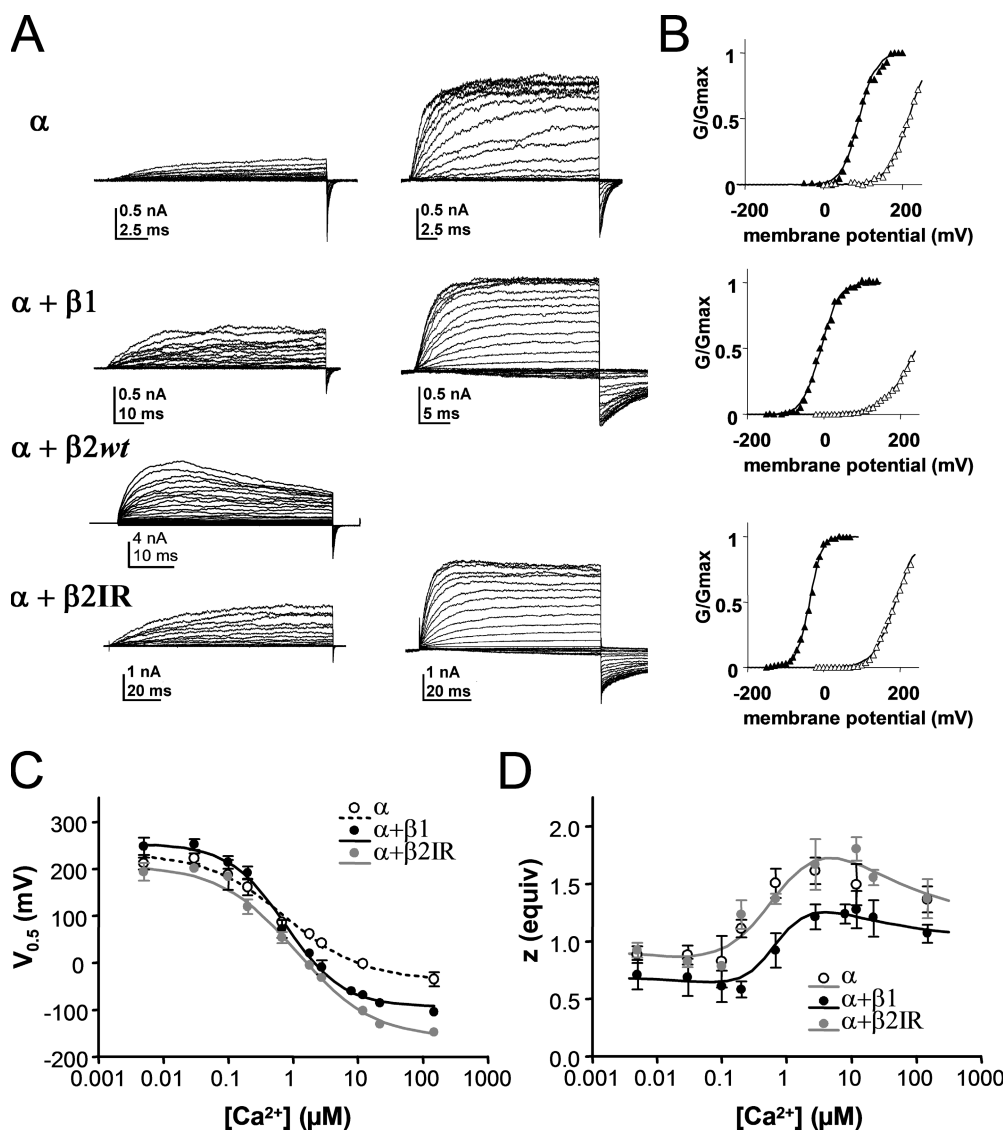 A
B
α
0.5 nA
2.5 ms
0.5 nA
2.5 ms
G/Gmax
1
0.5
0
-200
0
200
membrane potential (mV)
α + β1
0.5 nA
10 ms
0.5 nA
5 ms
G/Gmax
1
0.5
0
-200
0
200
membrane potential (mV)
α + β2wt
4 nA
10 ms
α + β2IR
1 nA
20 ms
1 nA
20 ms
G/Gmax
1
0.5
0
-200
0
200
membrane potential (mV)
C
V0.5 (mV)
300
200
100
0
-100
-200
0.001
0.01
0.1
1
10
100
1000
[Ca²⁺] (µM)
α
α+β1
α+β2IR
D
z (equiv)
2.0
1.5
1.0
0.5
0.0
0.001
0.01
0.1
1
10
100
1000
[Ca²⁺] (µM)
α
α+β1
α+β2IR